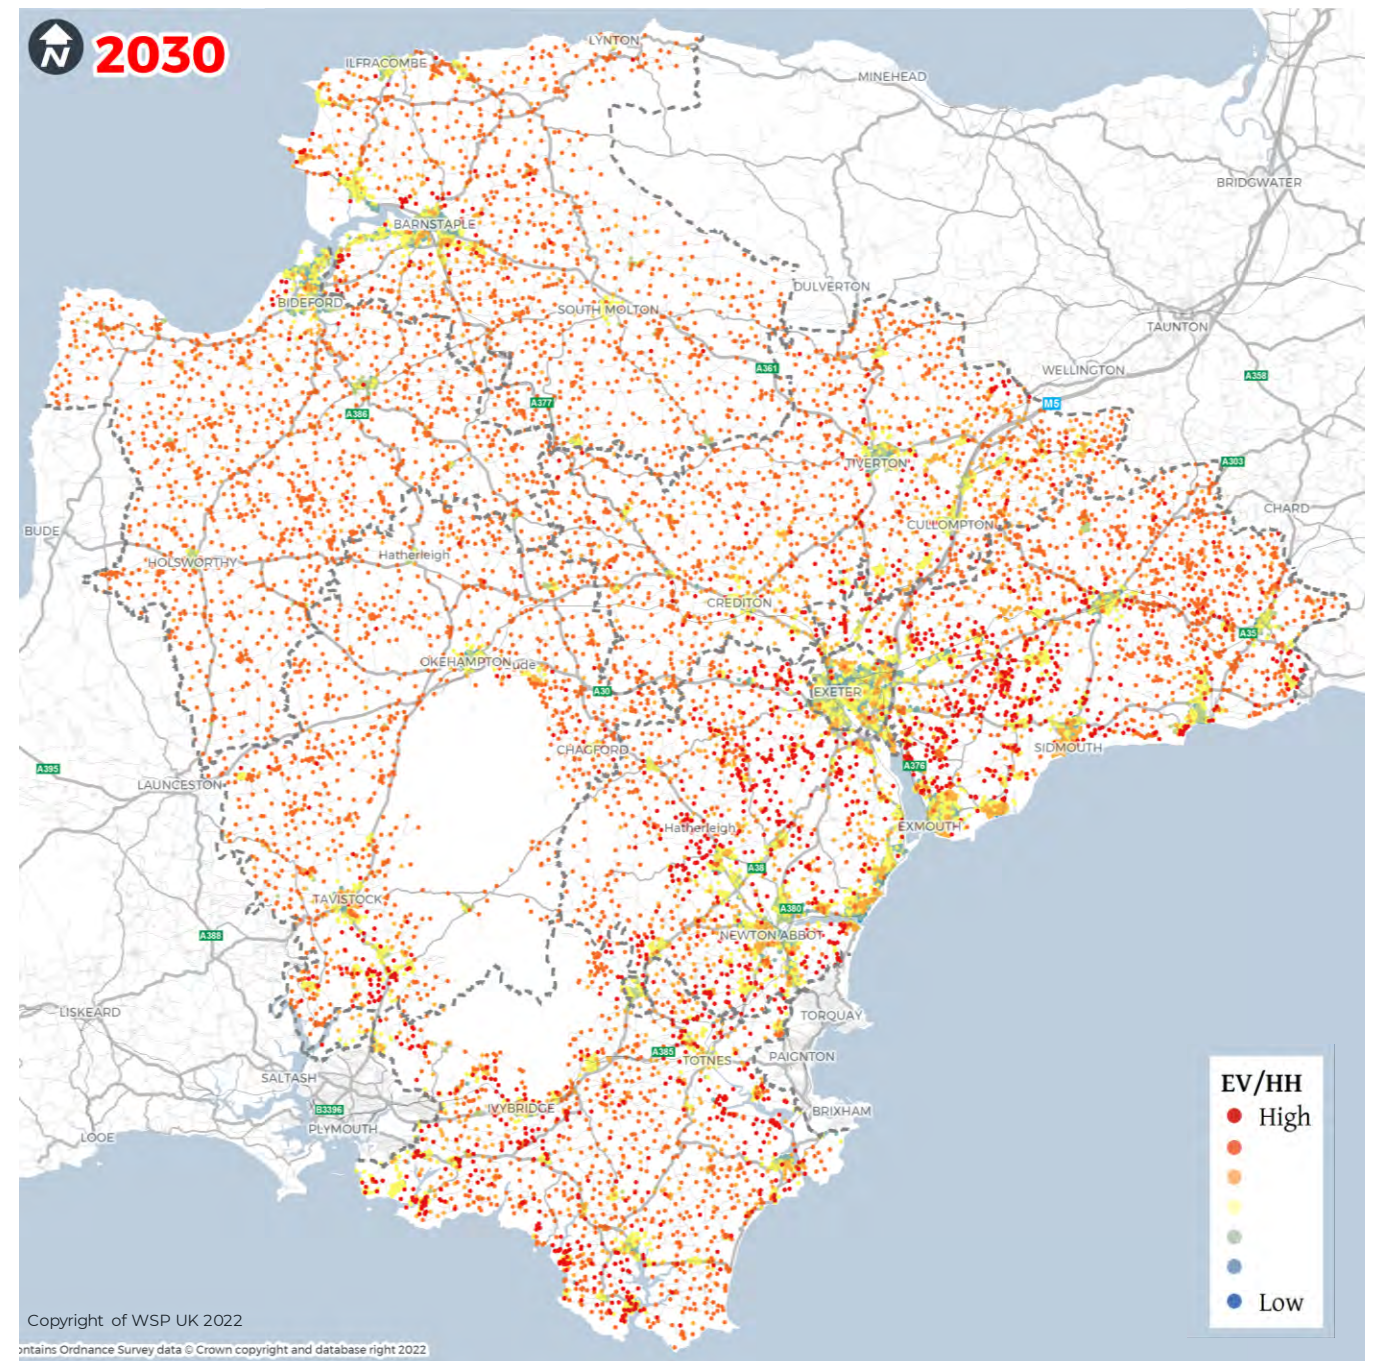 N
2030
LYNTON
ILFRACOMBE
MINEHEAD
BRIDGWATER
BARNSTAPLE
DULVERTON
BIDEFORD
SOUTH MOLTON
TAUNTON
A361
WELLINGTON
A358
A377
M5
A386
TIVERTON
A303
CHARD
CULLOMPTON
BUDE
Hatherleigh
HOLSWORTHY
CREDITON
A35
OKEHAMPTON
ude
A30
EXETER
CHAGFORD
SIDMOUTH
A376
A395
LAUNCESTON
Hatherleigh
EXMOUTH
A38
TAVISTOCK
A380
A388
NEWTON ABBOT
LISKEARD
TORQUAY
A385
TOTNES
PAIGNTON
SALTASH
IVYBRIDGE
B3396
BRIXHAM
PLYMOUTH
LOOE
EV/HH
High
Low
Copyright of WSP UK 2022
ontains Ordnance Survey data © Crown copyright and database right 2022